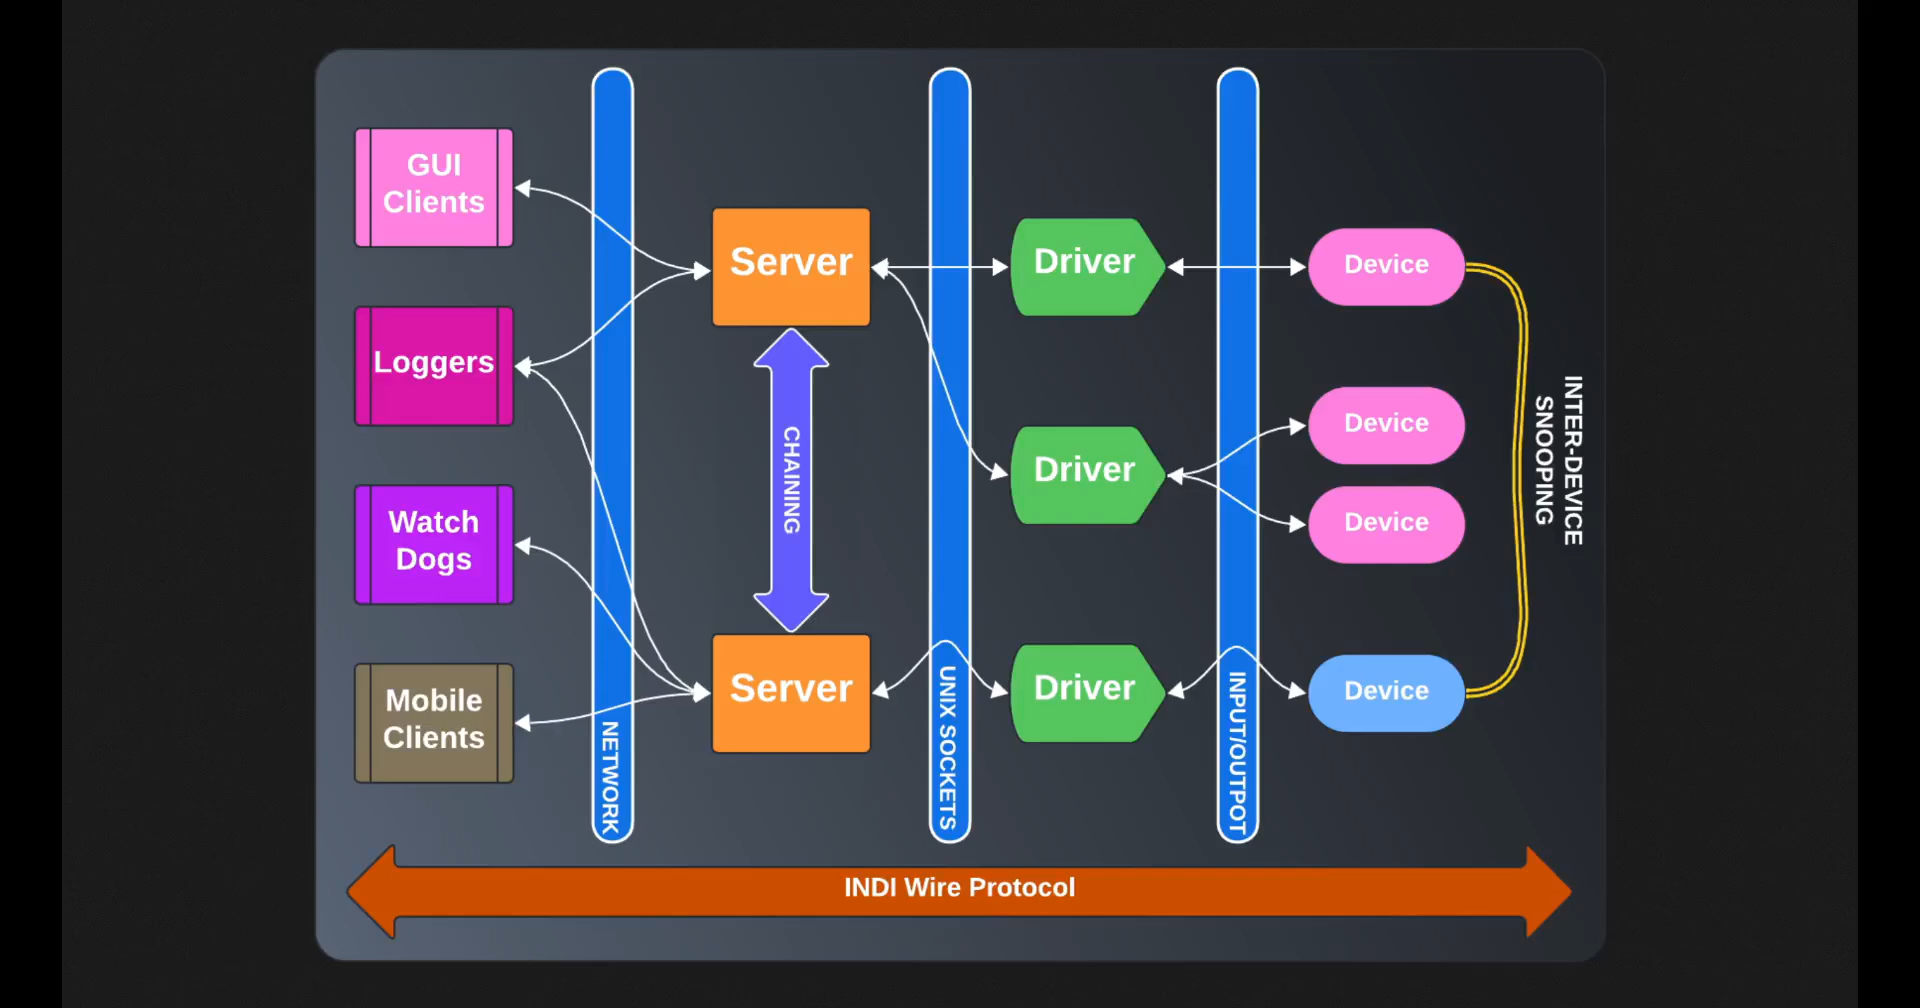 GUI
Clients
Loggers
Watch
Dogs
Mobile
Clients
NETWORK
Server
CHAINING
Server
UNIX SOCKETS
Driver
Driver
Driver
INPUT/OUTPOT
Device
Device
Device
Device
INTER-DEVICE
SNOOPING
INDI Wire Protocol